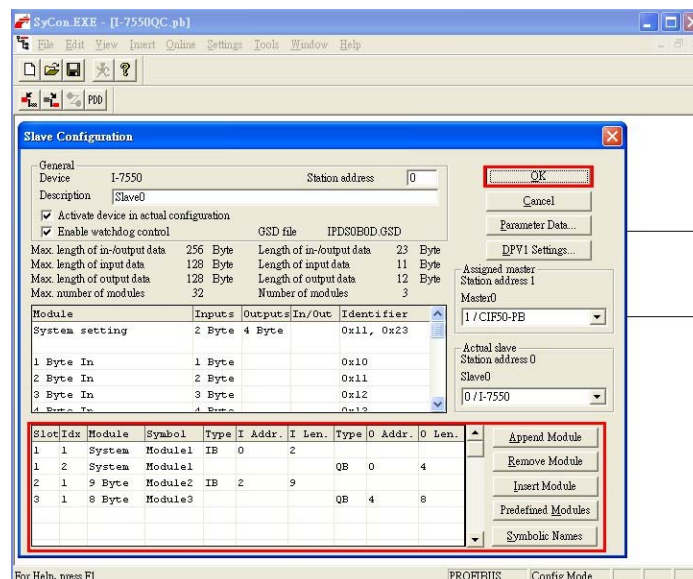 SyCon.EXE - [I-7550QC.pb]
File Edit View Insert Online Settings Tools Window Help
PDD
Slave Configuration
General
Device I-7550 Station address 0
Description Slave0
Activate device in actual configuration
Enable watchdog control GSD file IPDS0B0D.GSD
Max. length of in-/output data 256 Byte Length of in-/output data 23 Byte
Max. length of input data 128 Byte Length of input data 11 Byte
Max. length of output data 128 Byte Length of output data 12 Byte
Max. number of modules 32 Number of modules 3
OK
Cancel
Parameter Data...
DPV1 Settings...
Assigned master
Station address 1
Master0
1 / CIF50-PB
Actual slave
Station address 0
Slave0
0 / I-7550
Module Inputs Outputs In/Out Identifier
System setting 2 Byte 4 Byte 0x11, 0x23
1 Byte In 1 Byte 0x10
2 Byte In 2 Byte 0x11
3 Byte In 3 Byte 0x12
4 Byte In 4 Byte 0x13
Slot Idx Module Symbol Type I Addr. I Len. Type O Addr. O Len.
1 1 System Module1 IB 0 2
1 2 System Module1 QB 0 4
2 1 9 Byte Module2 IB 2 9
3 1 8 Byte Module3 QB 4 8
Append Module
Remove Module
Insert Module
Predefined Modules
Symbolic Names
For Help, press F1 PROFIBUS Config Mode